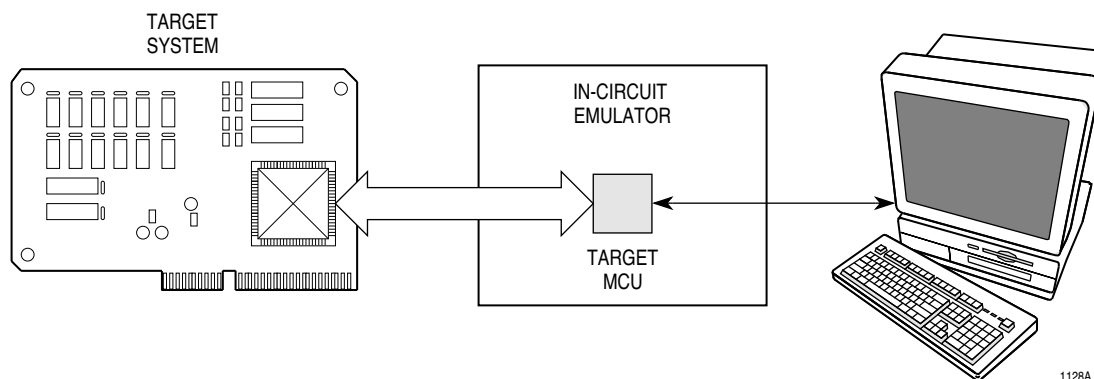 TARGET
SYSTEM
IN-CIRCUIT
EMULATOR
TARGET
MCU
1128A